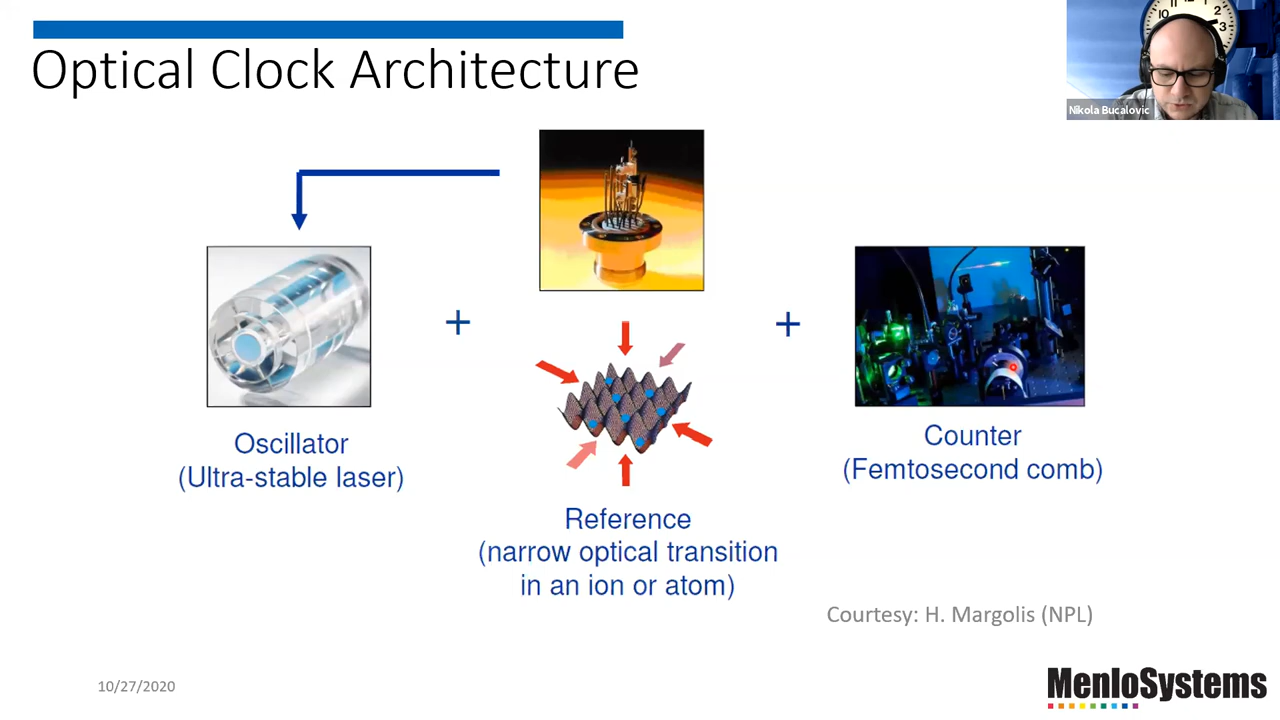 Optical Clock Architecture
Nikola Bucalovic
+
+
Oscillator
(Ultra-stable laser)
Counter
(Femtosecond comb)
Reference
(narrow optical transition
in an ion or atom)
Courtesy: H. Margolis (NPL)
10/27/2020
MenloSystems